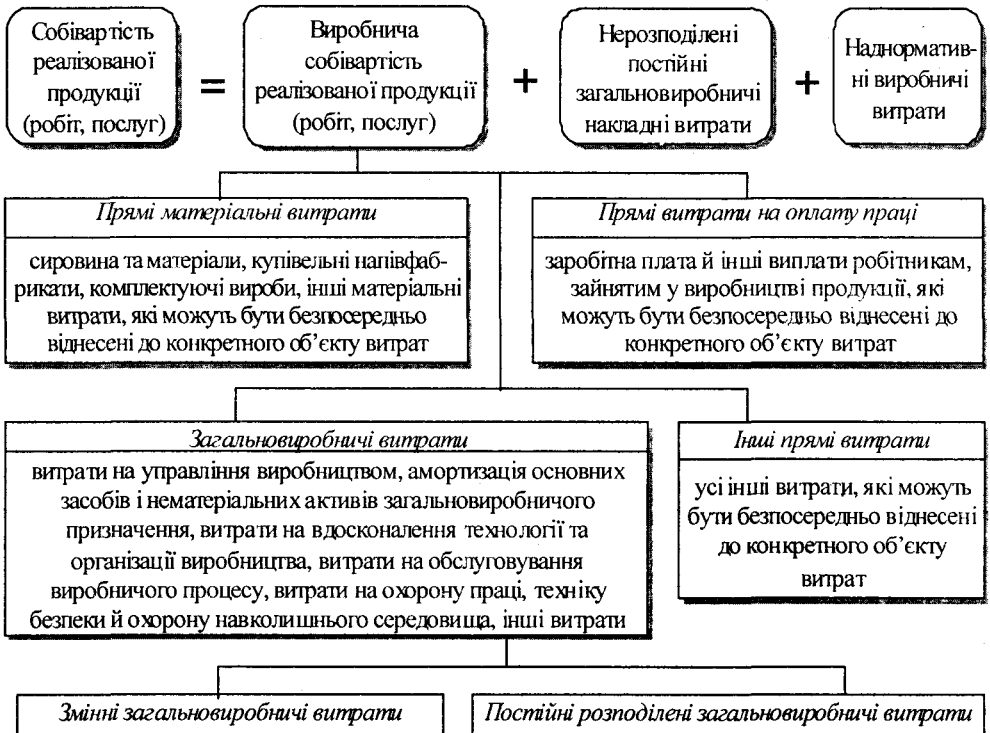 Собівартість
реалізованої
продукції
(робіт, послуг)
=
Виробнича
собівартість
реалізованої продукції
(робіт, послуг)
+
Нерозподілені
постійні
загальновиробничі
накладні витрати
+
Наднорматив-
ні виробничі
витрати
Прямі матеріальні витрати
сировина та матеріали, купівельні напівфаб-
рикати, комплектуючі вироби, інші матеріальні
витрати, які можуть бути безпосередньо
віднесені до конкретного об’єкту витрат
Прямі витрати на оплату праці
заробітна плата й інші виплати робітникам,
зайнятим у виробництві продукції, які
можуть бути безпосередньо віднесені до
конкретного об’єкту витрат
Загальновиробничі витрати
витрати на управління виробництвом, амортизація основних
засобів і нематеріальних активів загальновиробничого
призначення, витрати на вдосконалення технології та
організації виробництва, витрати на обслуговування
виробничого процесу, витрати на охорону праці, техніку
безпеки й охорону навколишнього середовища, інші витрати
Інші прямі витрати
усі інші витрати, які можуть
бути безпосередньо віднесені
до конкретного об’єкту
витрат
Змінні загальновиробничі витрати
Постійні розподілені загальновиробничі витрати